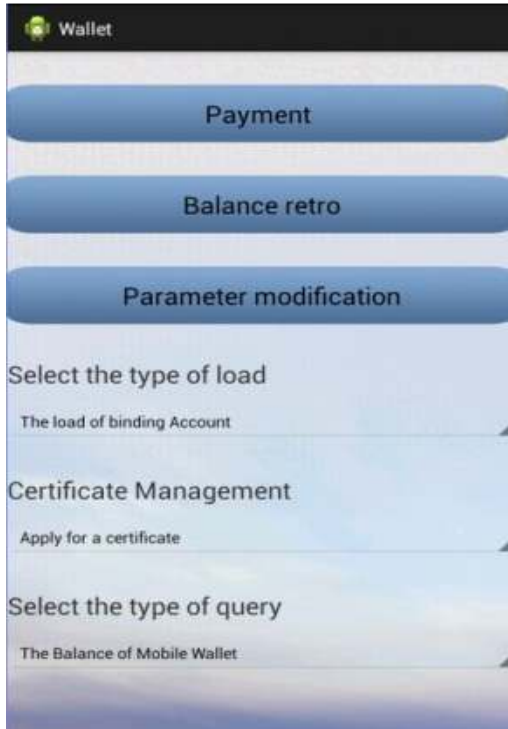 Wallet
Payment
Balance retro
Parameter modification
Select the type of load
The load of binding Account
Certificate Management
Apply for a certificate
Select the type of query
The Balance of Mobile Wallet